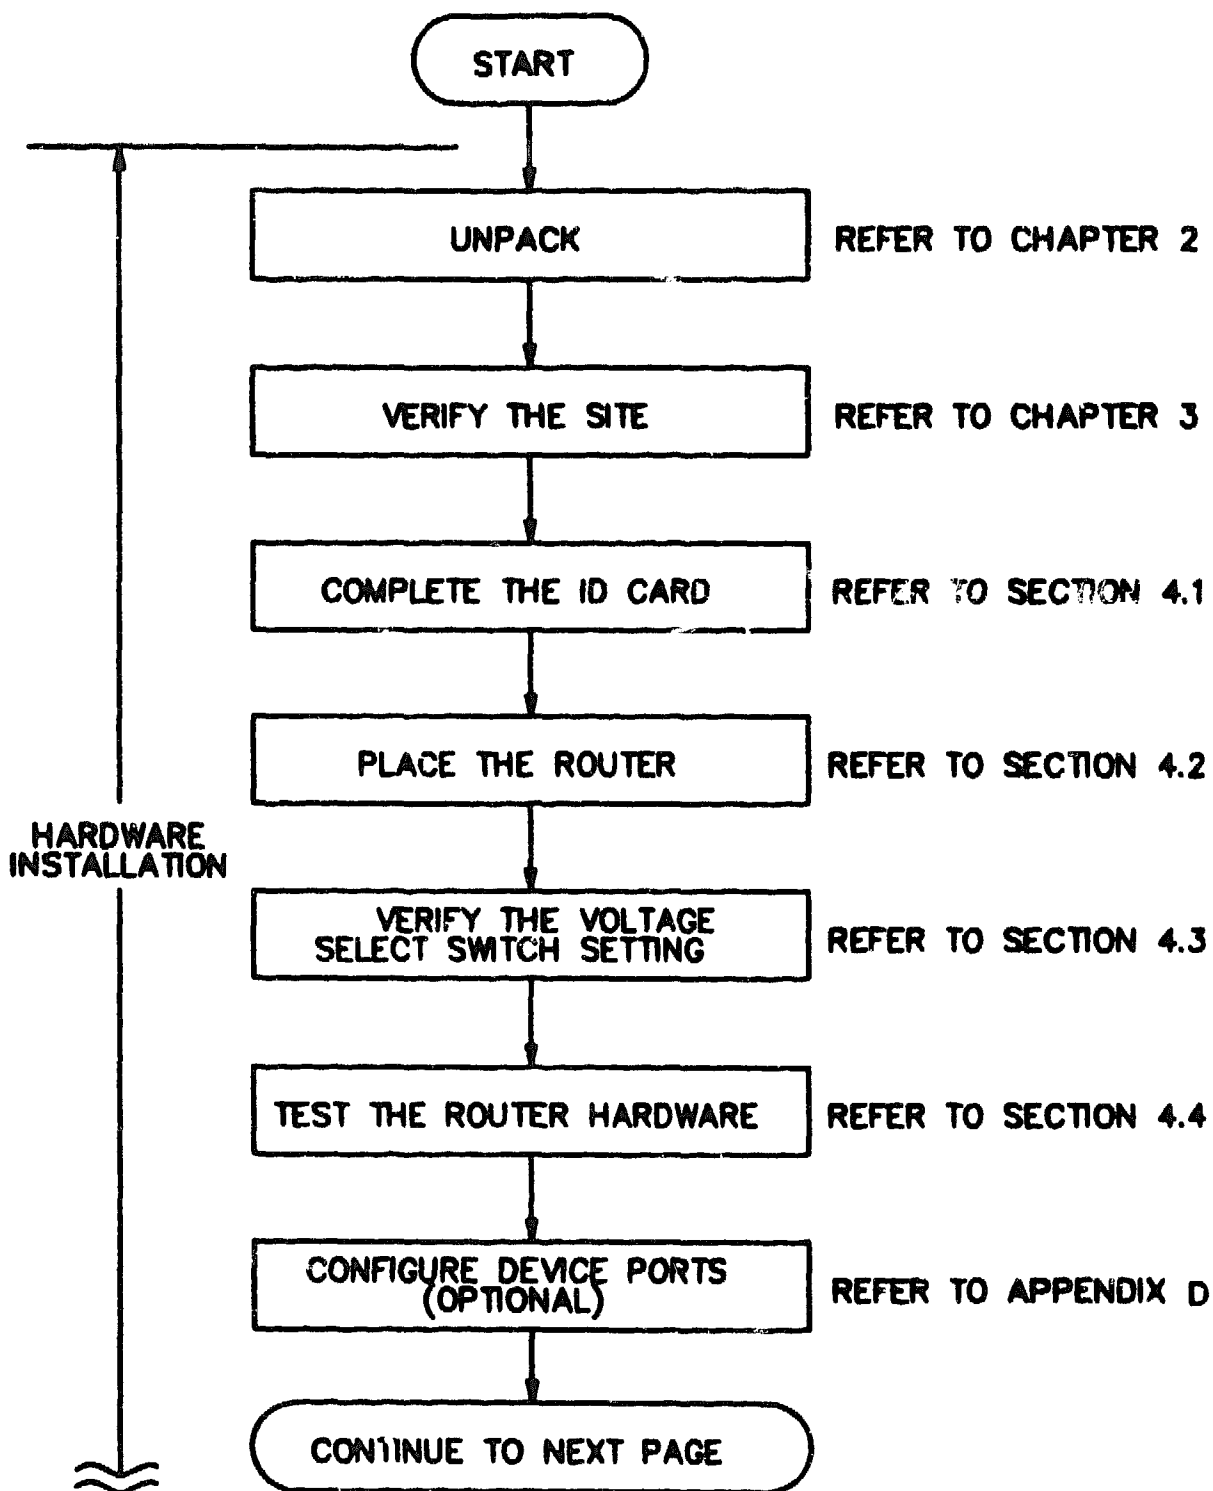 START
UNPACK
REFER TO CHAPTER 2
VERIFY THE SITE
REFER TO CHAPTER 3
COMPLETE THE ID CARD
REFER TO SECTION 4.1
PLACE THE ROUTER
REFER TO SECTION 4.2
HARDWARE
INSTALLATION
VERIFY THE VOLTAGE
SELECT SWITCH SETTING
REFER TO SECTION 4.3
TEST THE ROUTER HARDWARE
REFER TO SECTION 4.4
CONFIGURE DEVICE PORTS
(OPTIONAL)
REFER TO APPENDIX D
CONTINUE TO NEXT PAGE